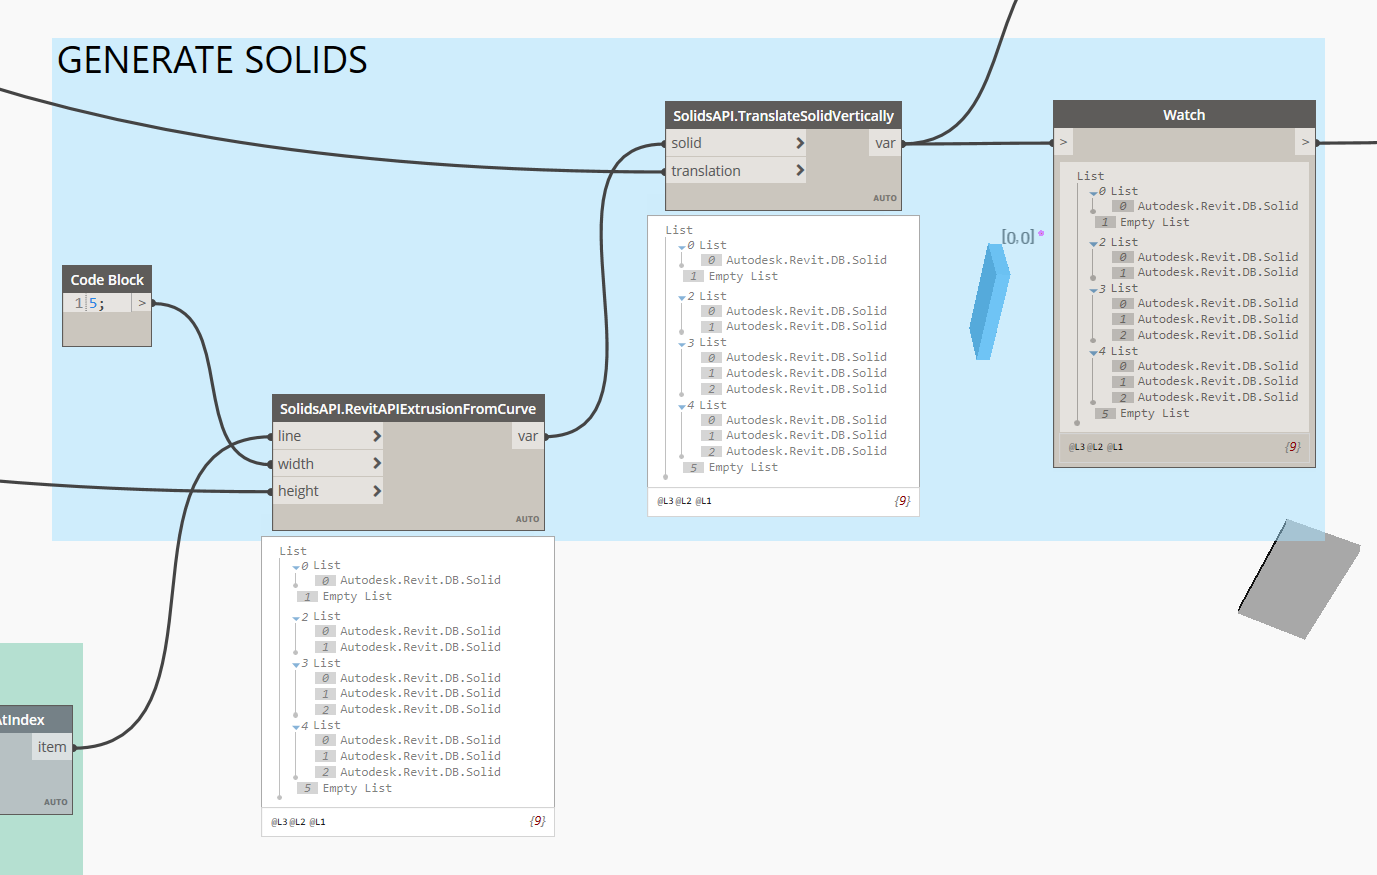 GENERATE SOLIDS
SolidsAPI.TranslateSolidVertically
solid >
var
translation >
AUTO
List
0 List
0 Autodesk.Revit.DB.Solid
1 Empty List
2 List
0 Autodesk.Revit.DB.Solid
1 Autodesk.Revit.DB.Solid
3 List
0 Autodesk.Revit.DB.Solid
1 Autodesk.Revit.DB.Solid
2 Autodesk.Revit.DB.Solid
4 List
0 Autodesk.Revit.DB.Solid
1 Autodesk.Revit.DB.Solid
2 Autodesk.Revit.DB.Solid
5 Empty List
@L3 @L2 @L1 {9}
Watch
> >
List
0 List
0 Autodesk.Revit.DB.Solid
1 Empty List
2 List
0 Autodesk.Revit.DB.Solid
1 Autodesk.Revit.DB.Solid
3 List
0 Autodesk.Revit.DB.Solid
1 Autodesk.Revit.DB.Solid
2 Autodesk.Revit.DB.Solid
4 List
0 Autodesk.Revit.DB.Solid
1 Autodesk.Revit.DB.Solid
2 Autodesk.Revit.DB.Solid
5 Empty List
@L3 @L2 @L1 {9}
[0,0]
Code Block
1 5; >
SolidsAPI.RevitAPIExtrusionFromCurve
line >
var
width >
height >
AUTO
List
0 List
0 Autodesk.Revit.DB.Solid
1 Empty List
2 List
0 Autodesk.Revit.DB.Solid
1 Autodesk.Revit.DB.Solid
3 List
0 Autodesk.Revit.DB.Solid
1 Autodesk.Revit.DB.Solid
2 Autodesk.Revit.DB.Solid
4 List
0 Autodesk.Revit.DB.Solid
1 Autodesk.Revit.DB.Solid
2 Autodesk.Revit.DB.Solid
5 Empty List
@L3 @L2 @L1 {9}
AtIndex
item
AUTO